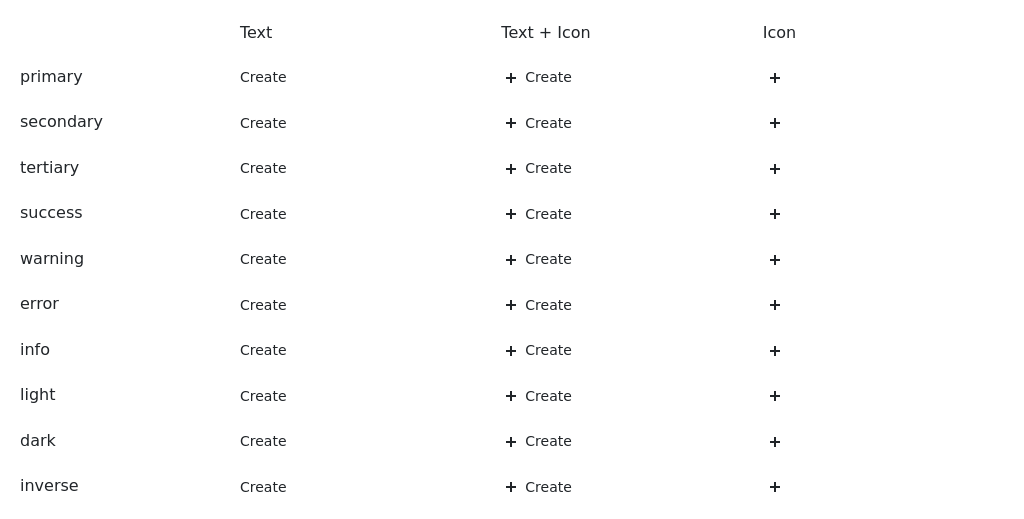 Text Text + Icon Icon
primary Create + Create +
secondary Create + Create +
tertiary Create + Create +
success Create + Create +
warning Create + Create +
error Create + Create +
info Create + Create +
light Create + Create +
dark Create + Create +
inverse Create + Create +